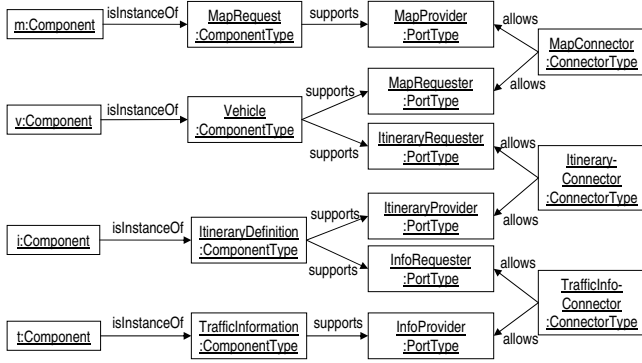 m:Component
isInstanceOf
MapRequest
:ComponentType
supports
MapProvider
:PortType
allows
MapConnector
:ConnectorType
allows
v:Component
isInstanceOf
Vehicle
:ComponentType
supports
supports
MapRequester
:PortType
ItineraryRequester
:PortType
allows
Itinerary-
Connector
:ConnectorType
allows
i:Component
isInstanceOf
ItineraryDefinition
:ComponentType
supports
supports
ItineraryProvider
:PortType
InfoRequester
:PortType
allows
TrafficInfo-
Connector
:ConnectorType
allows
t:Component
isInstanceOf
TrafficInformation
:ComponentType
supports
InfoProvider
:PortType